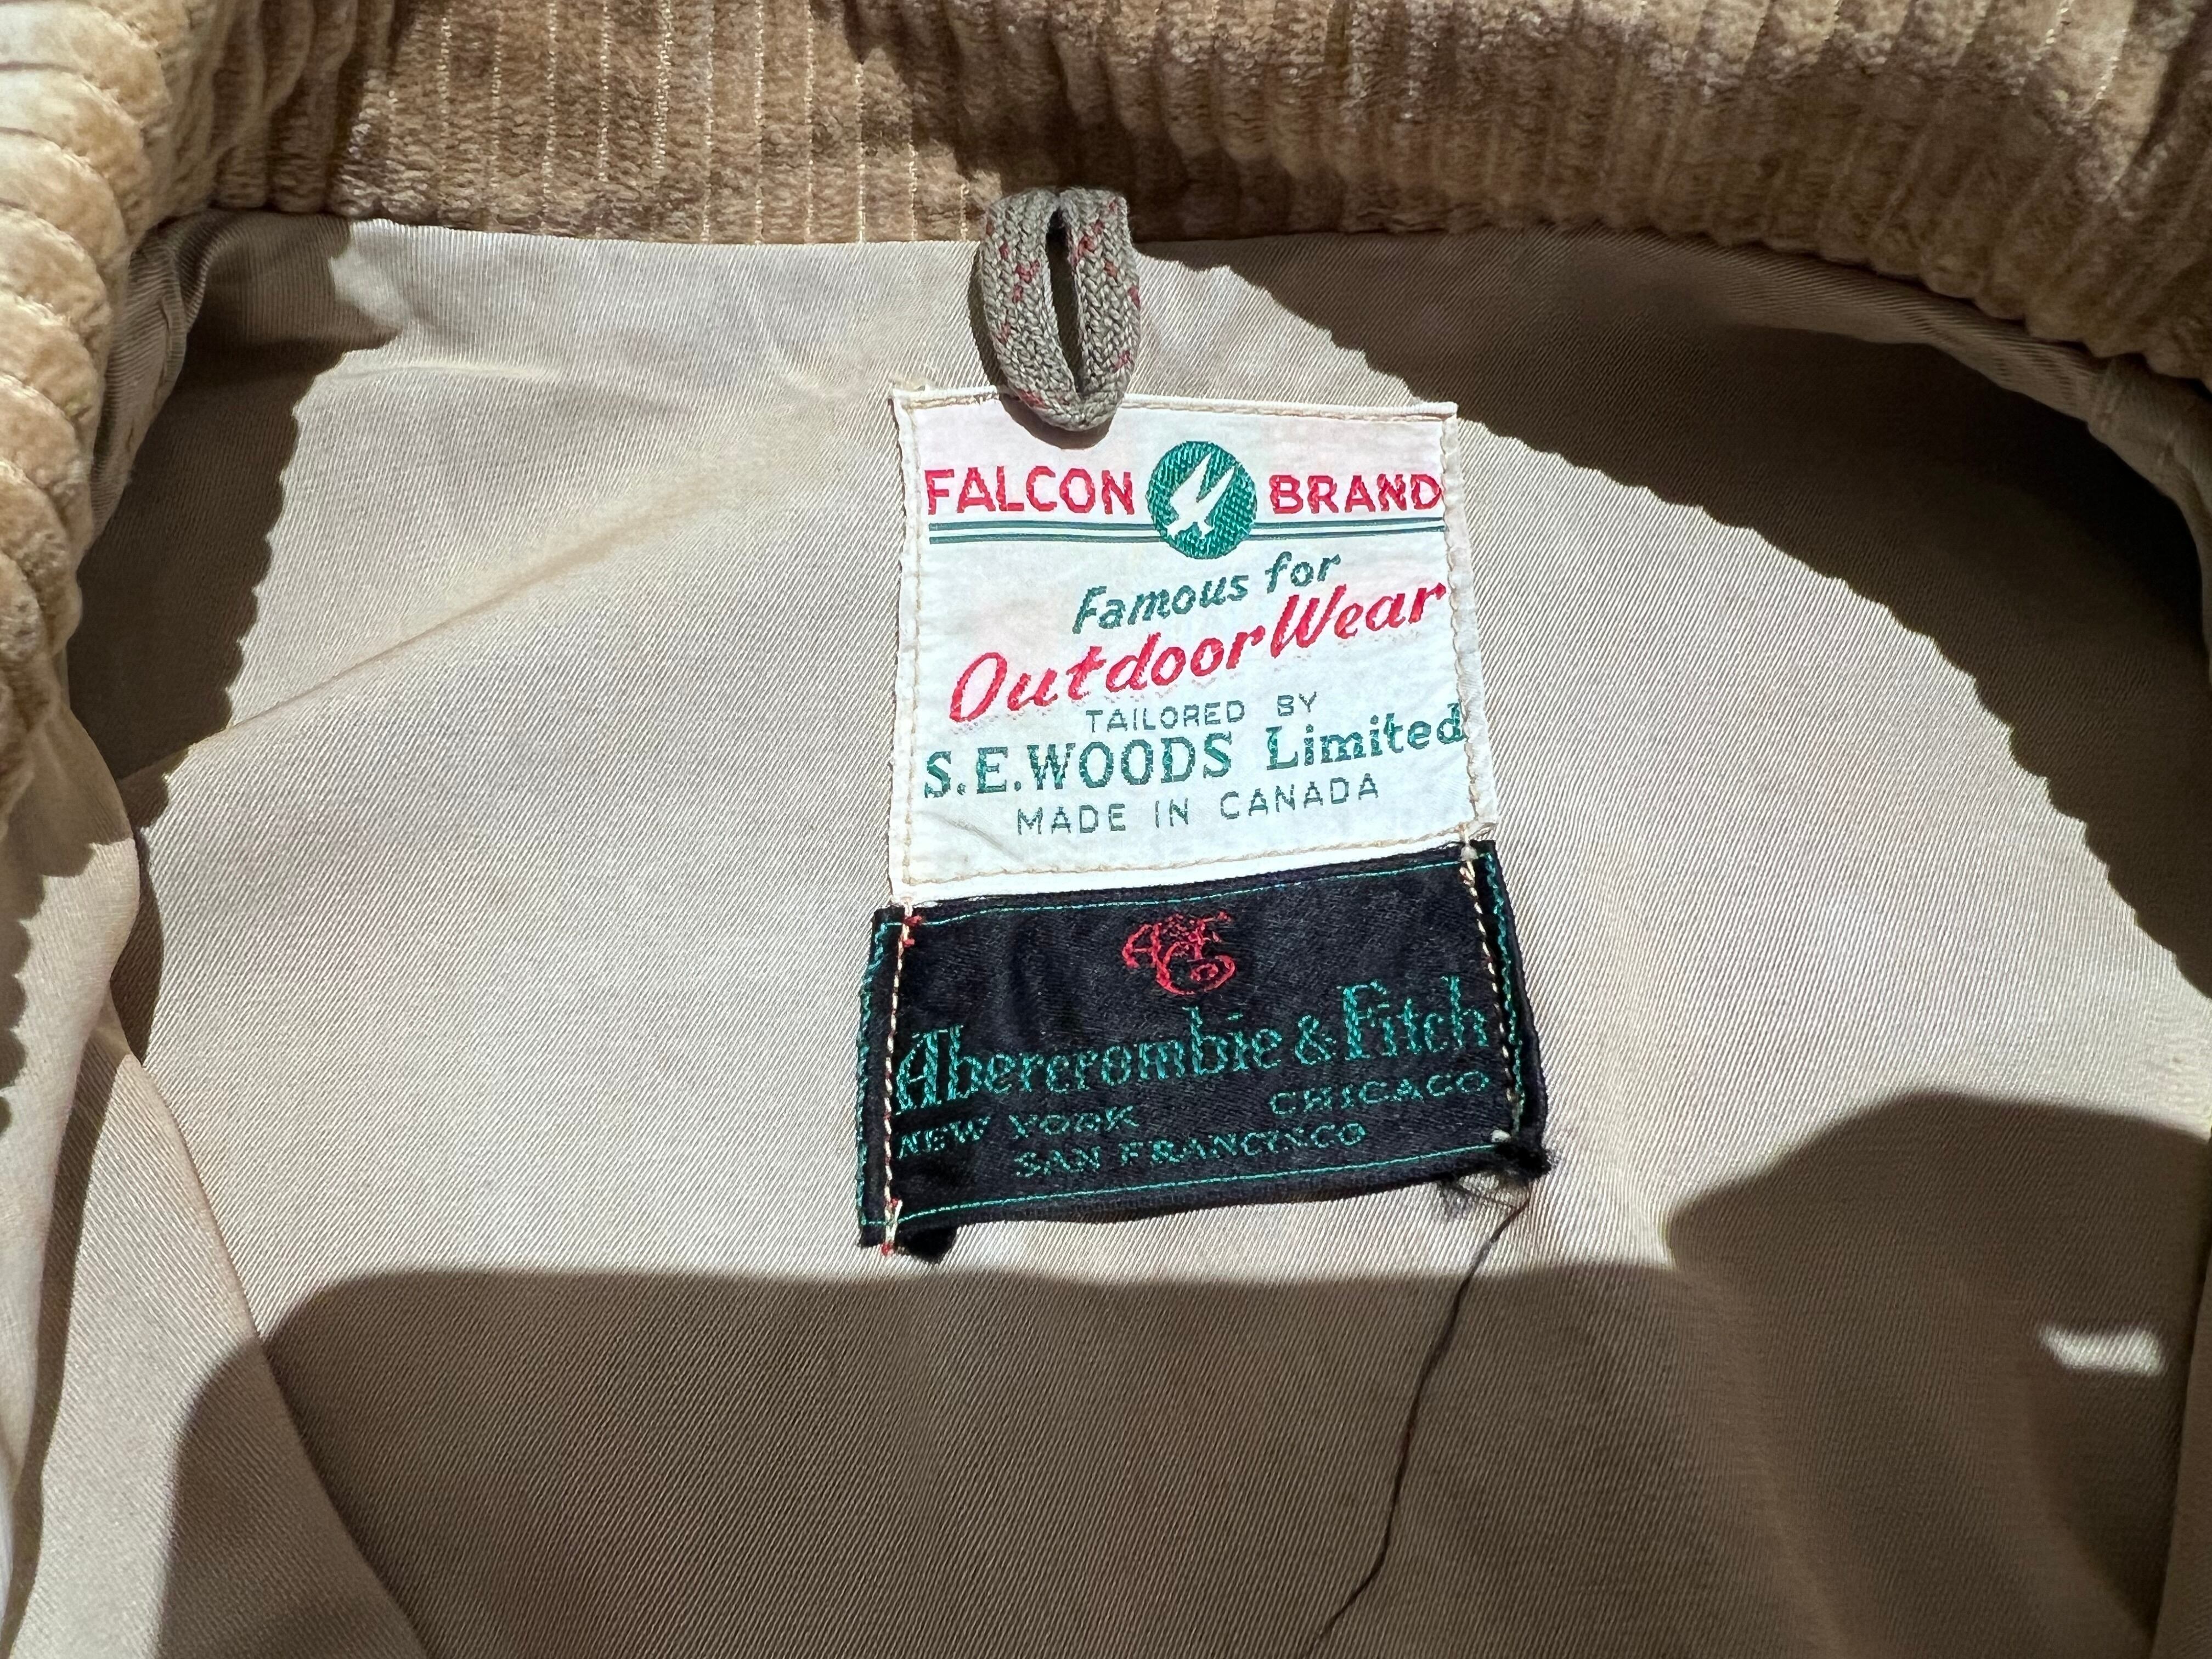 FALCON BRAND
Famous for
OutdoorWear
TAILORED BY
S.E.WOODS Limited
MADE IN CANADA
A&F Co
Abercrombie & Fitch
NEW YORK CHICAGO
SAN FRANCISCO